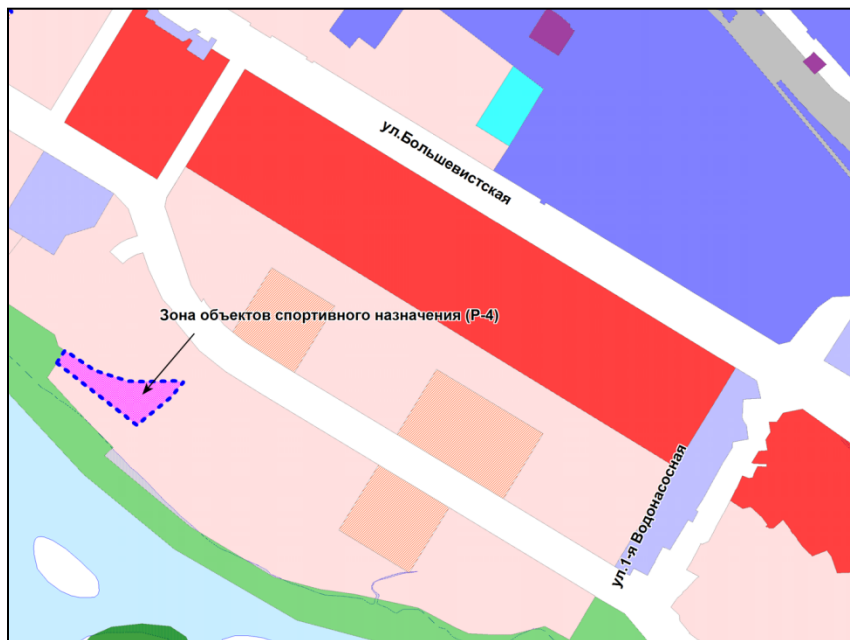 ул.Большевистская
Зона объектов спортивного назначения (Р-4)
ул.1-я Водонасосная